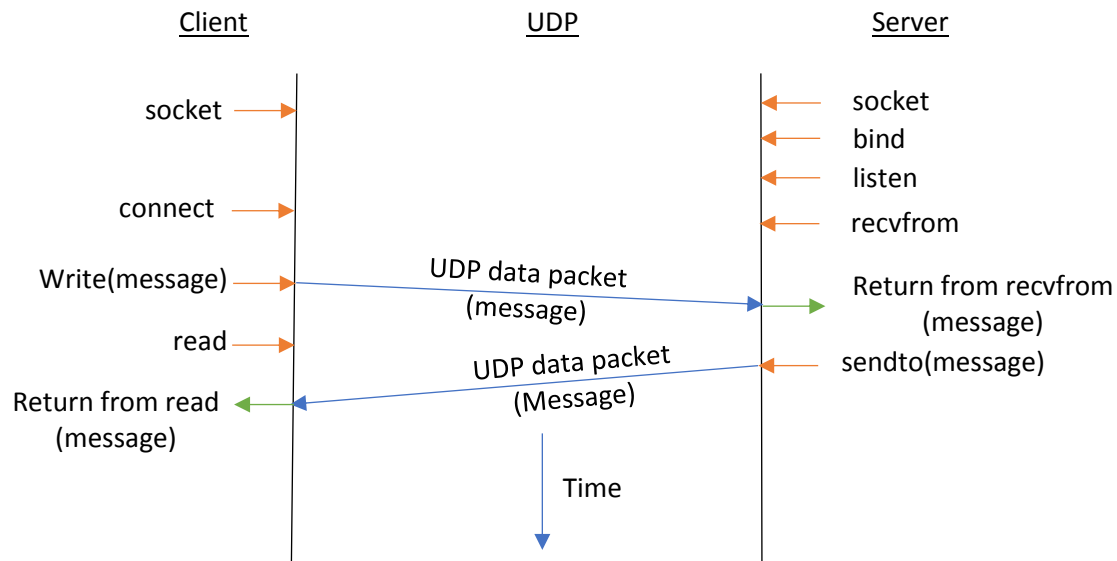 Client
UDP
Server
socket
socket
bind
listen
connect
recvfrom
Write(message)
UDP data packet
(message)
Return from recvfrom
(message)
read
UDP data packet
(Message)
sendto(message)
Return from read
(message)
Time